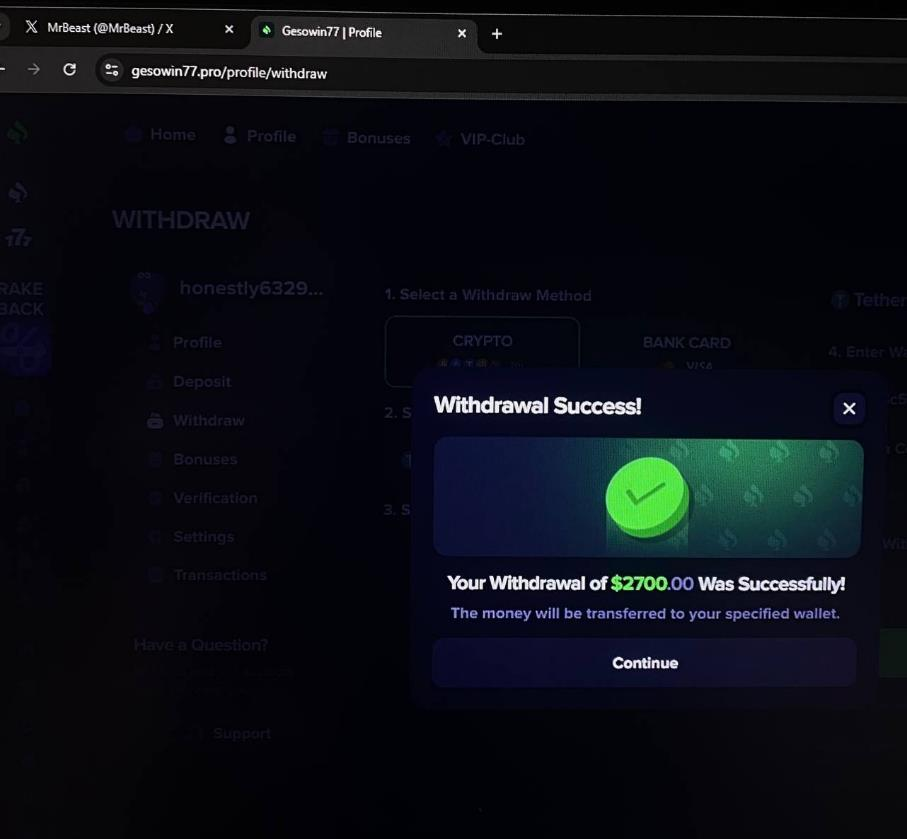 MrBeast (@MrBeast) / X
Gesowin77 | Profile
gesowin77.pro/profile/withdraw
Home
Profile
Bonuses
VIP-Club
WITHDRAW
177
RAKE
BACK
honestly6329...
Profile
Deposit
Withdraw
Bonuses
Verification
Settings
Transactions
Have a Question?
Support
1. Select a Withdraw Method
CRYPTO
BANK CARD
VISA
2. S
3. S
Tether
4. Enter Wa
Withdrawal Success!
Your Withdrawal of $2700.00 Was Successfully!
The money will be transferred to your specified wallet.
Continue